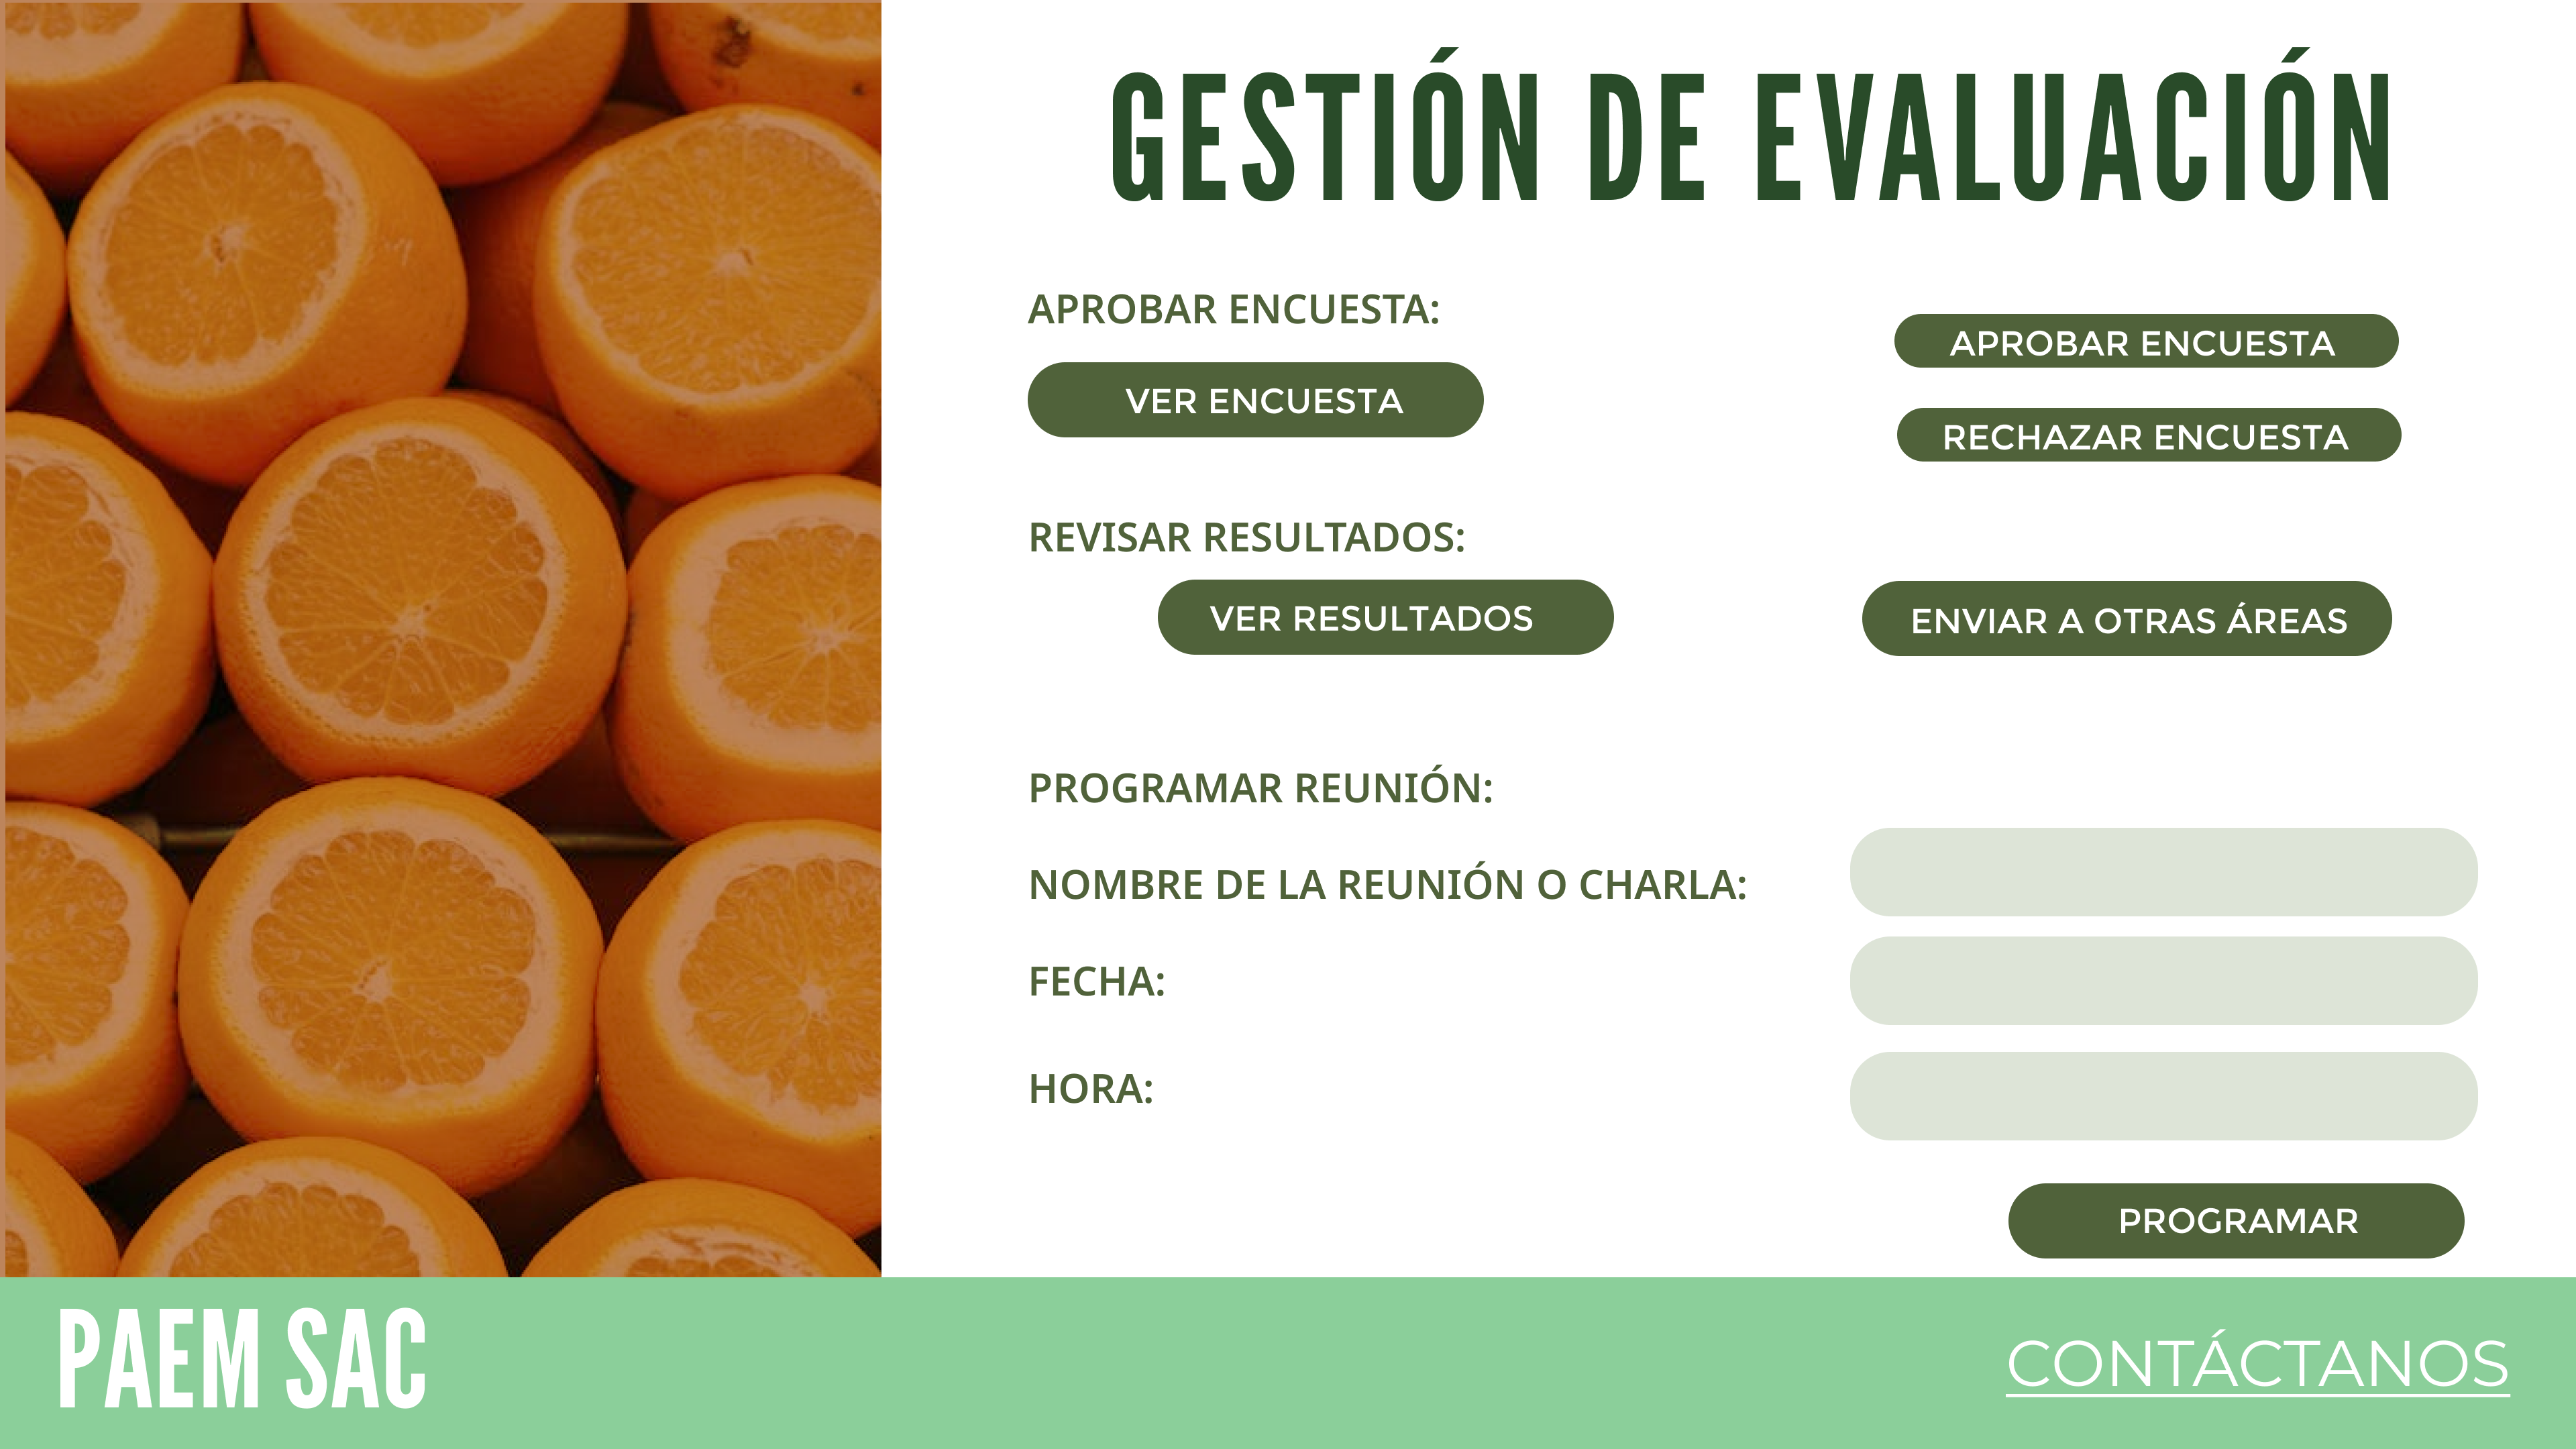 GESTIÓN DE EVALUACIÓN
APROBAR ENCUESTA:
VER ENCUESTA
APROBAR ENCUESTA
RECHAZAR ENCUESTA
REVISAR RESULTADOS:
VER RESULTADOS
ENVIAR A OTRAS ÁREAS
PROGRAMAR REUNIÓN:
NOMBRE DE LA REUNIÓN O CHARLA:
FECHA:
HORA:
PROGRAMAR
PAEM SAC
CONTÁCTANOS